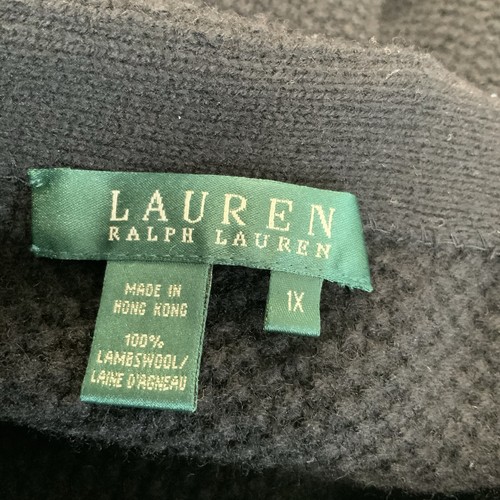 LAUREN
RALPH LAUREN
MADE IN
HONG KONG
100%
LAMBSWOOL/
LAINE D'AGNEAU
1X